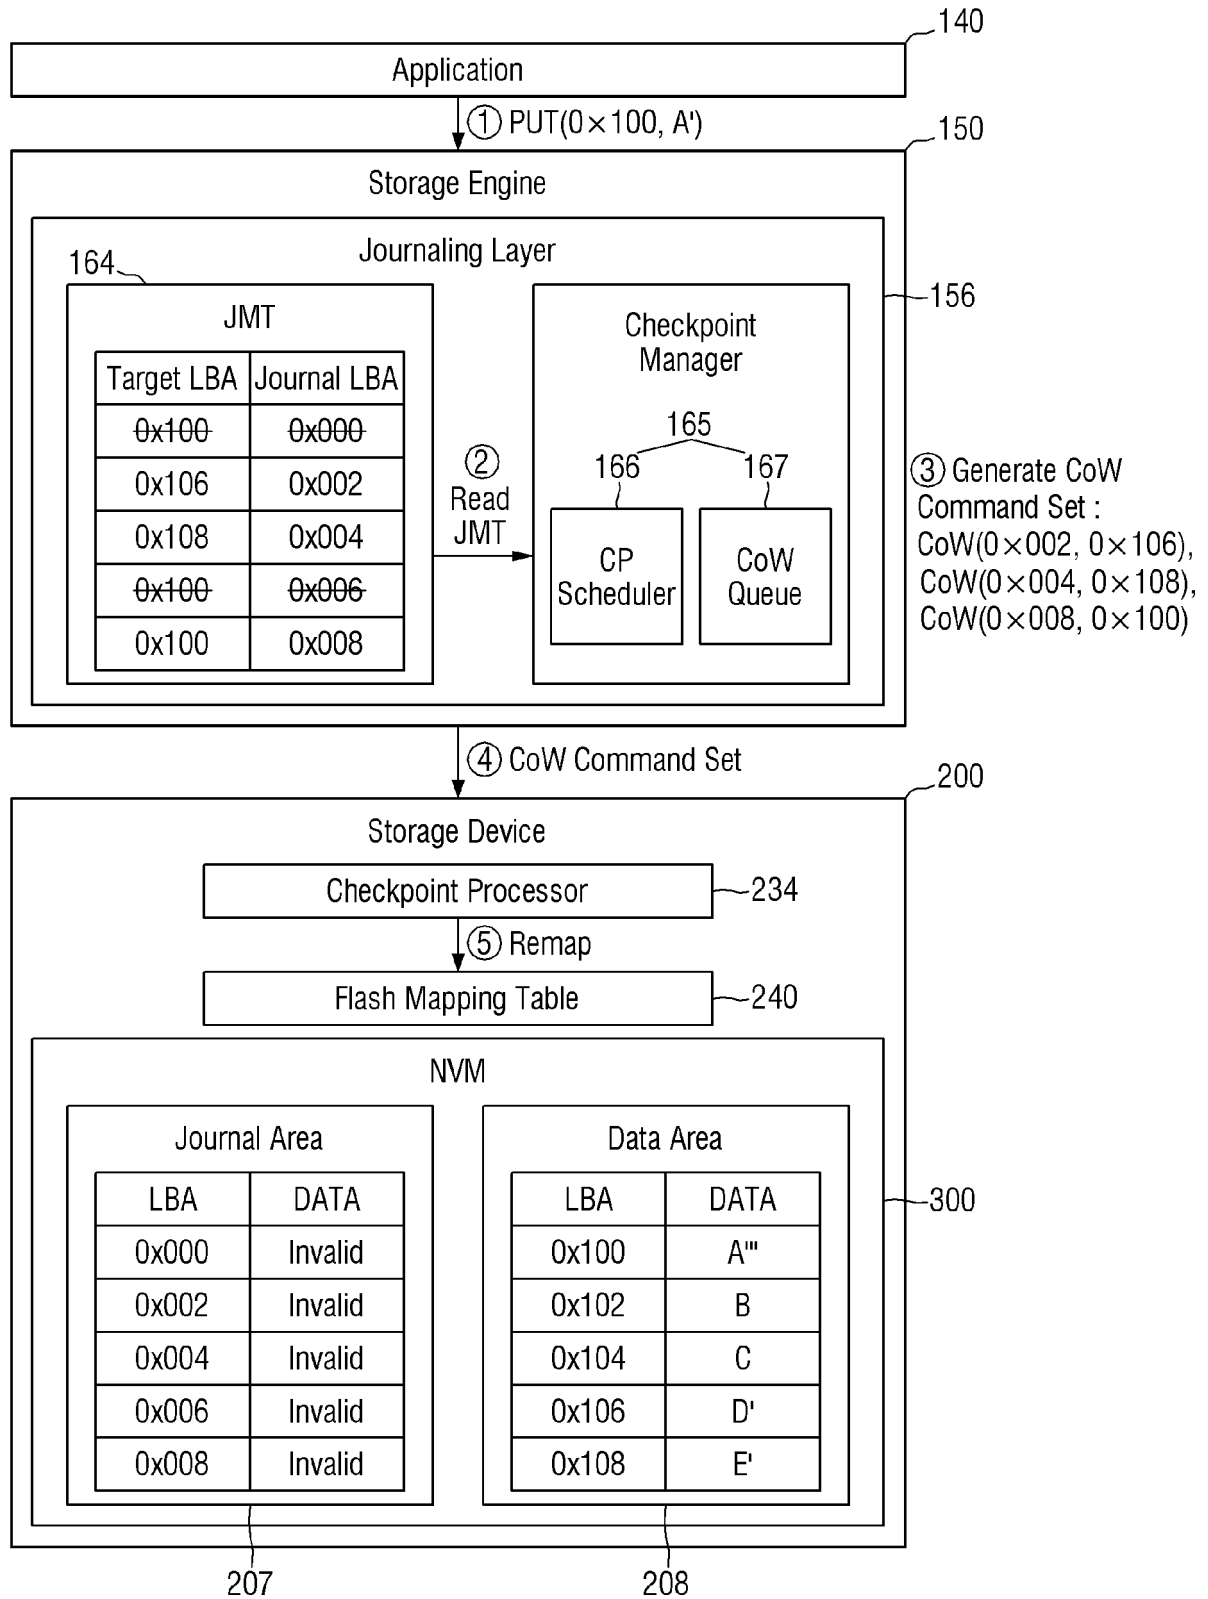 140
Application
① PUT(0×100, A')
150
Storage Engine
Journaling Layer
164
156
JMT
Target LBA Journal LBA
0x100 0x000
0x106 0x002
0x108 0x004
0x100 0x006
0x100 0x008
②
Read
JMT
Checkpoint
Manager
165
166 167
CP
Scheduler
CoW
Queue
③ Generate CoW
Command Set :
CoW(0×002, 0×106),
CoW(0×004, 0×108),
CoW(0×008, 0×100)
④ CoW Command Set
200
Storage Device
Checkpoint Processor
234
⑤ Remap
Flash Mapping Table
240
NVM
Journal Area
LBA DATA
0x000 Invalid
0x002 Invalid
0x004 Invalid
0x006 Invalid
0x008 Invalid
Data Area
LBA DATA
0x100 A'''
0x102 B
0x104 C
0x106 D'
0x108 E'
300
207
208